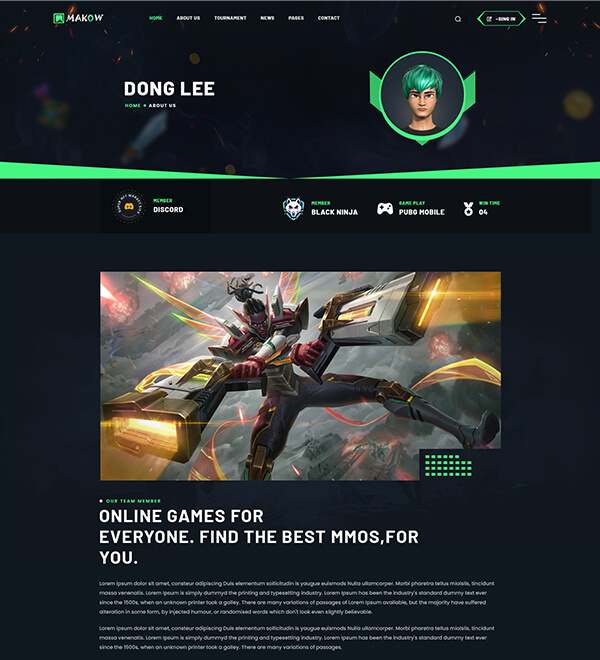 MAKOW
HOME ABOUT US TOURNAMENT NEWS PAGES CONTACT
SING IN
DONG LEE
HOME ABOUT US
MEMBER
DISCORD
MEMBER
BLACK NINJA
GAME PLAY
PUBG MOBILE
WIN TIME
04
OUR TEAM MEMBER
ONLINE GAMES FOR
EVERYONE. FIND THE BEST MMOS,FOR
YOU.
Lorem ipsum dolor sit amet, consteur adipiscing Duis elementum sollicitudin is yaugue euismods Nulla ullamcorper. Morbi pharetra tellus miolslis, tincidunt
massa venenatis. Lorem Ipsum is simply dummyd the printing and typesetting industry. Lorem Ipsum has been the industry's standard dummy text ever
since the 1500s, when an unknown printer took a galley. There are many variations of passages of Lorem Ipsum available, but the majority have suffered
alteration in some form, by injected humour, or randomised words which don't look even slightly believable.
Lorem ipsum dolor sit amet, consteur adipiscing Duis elementum sollicitudin is yaugue euismods Nulla ullamcorper. Morbi pharetra tellus miolslis, tincidunt
massa venenatis. Lorem Ipsum is simply dummyd the printing and typesetting industry. Lorem Ipsum has been the industry's standard dummy text ever
since the 1500s, when an unknown printer took a galley. There are many variations of passages.